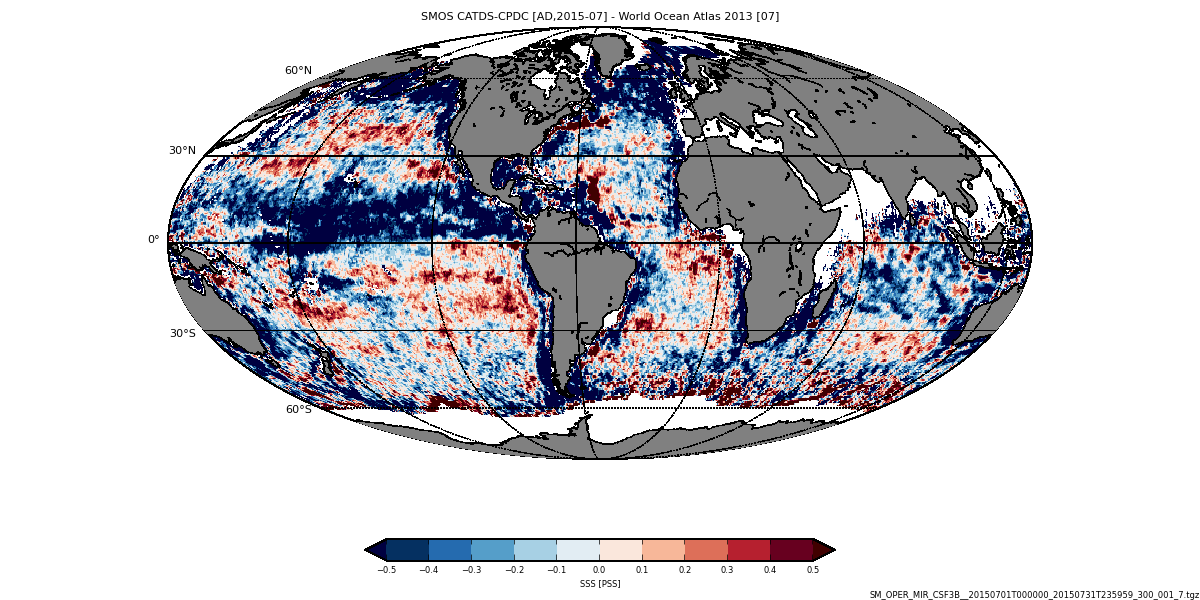 SMOS CATDS-CPDC [AD,2015-07] - World Ocean Atlas 2013 [07]
60°N
30°N
0°
30°S
60°S
−0.5 −0.4 −0.3 −0.2 −0.1 0.0 0.1 0.2 0.3 0.4 0.5
SSS [PSS]
SM_OPER_MIR_CSF3B__20150701T000000_20150731T235959_300_001_7.tgz